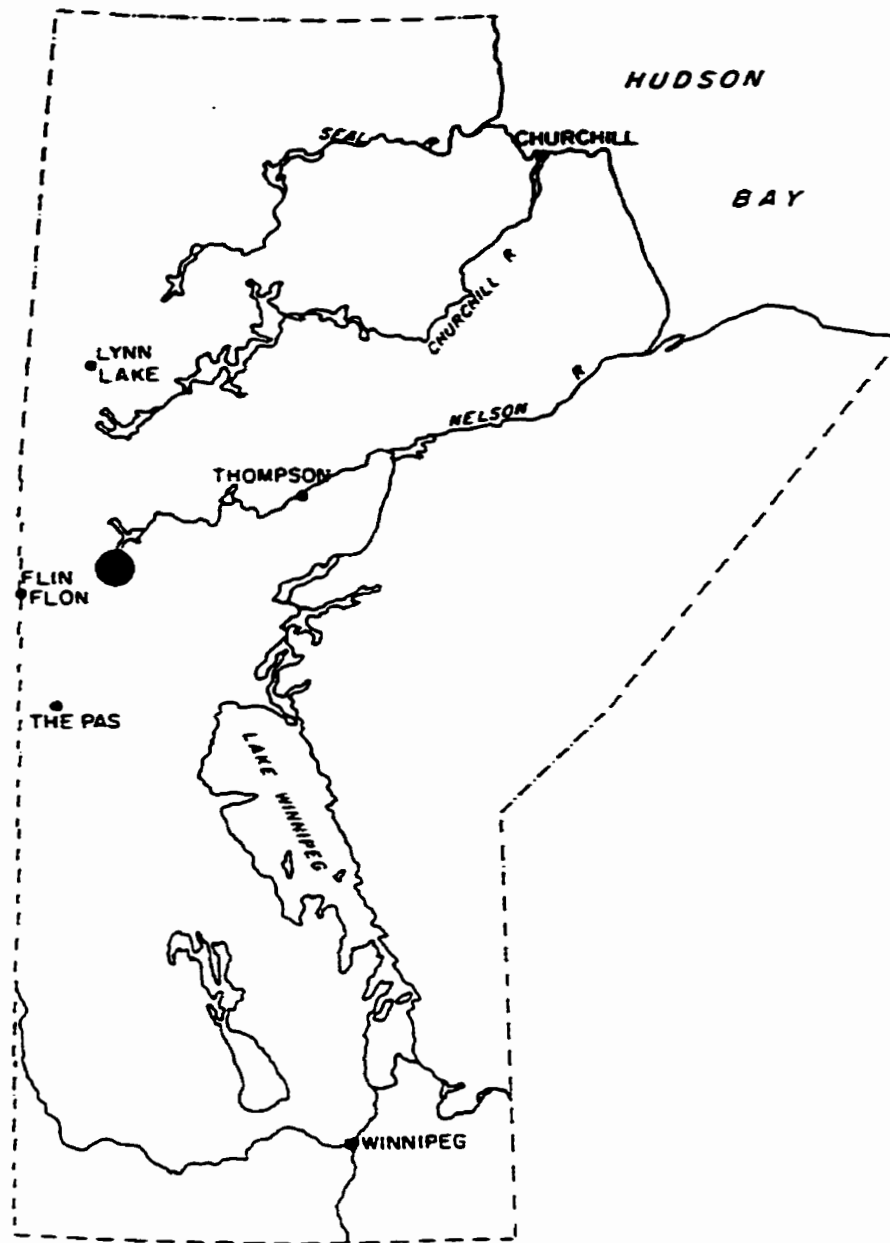 HUDSON
BAY
SEAL
CHURCHILL
CHURCHILL R
LYNN
LAKE
NELSON R
THOMPSON
FLIN
FLON
THE PAS
LAKE WINNIPEG
WINNIPEG